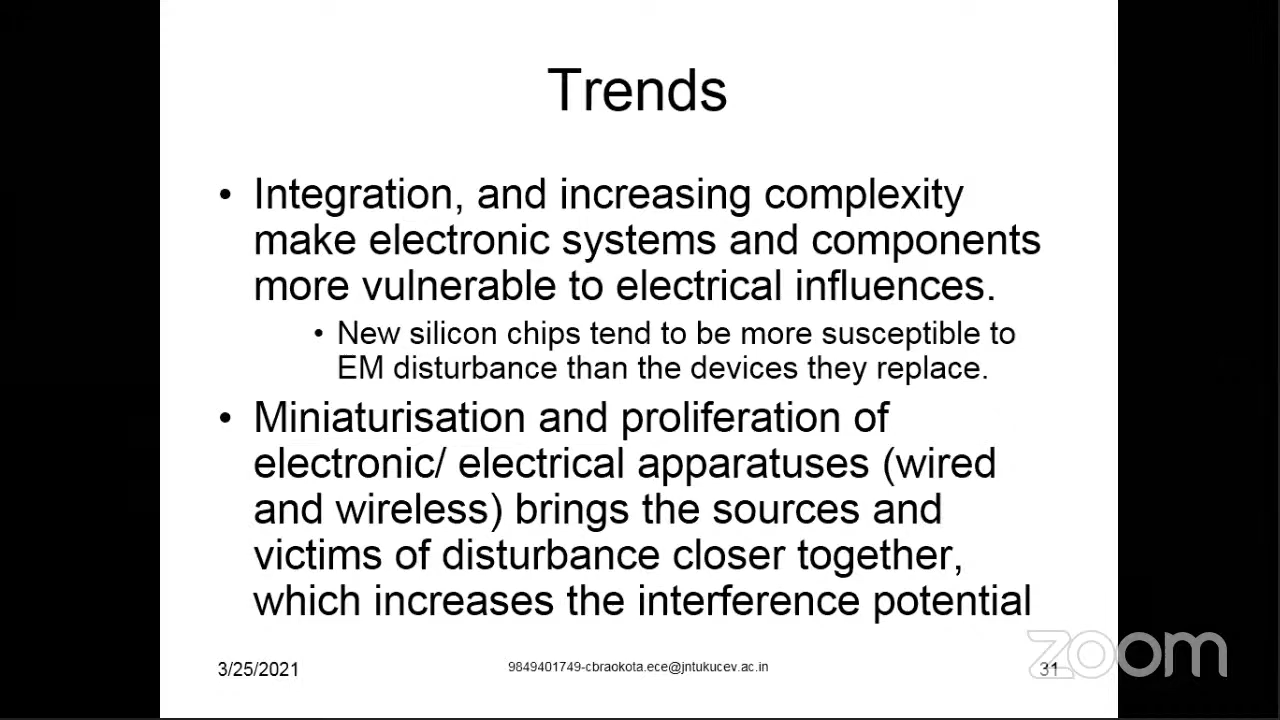 Trends
• Integration, and increasing complexity
make electronic systems and components
more vulnerable to electrical influences.
• New silicon chips tend to be more susceptible to
EM disturbance than the devices they replace.
• Miniaturisation and proliferation of
electronic/ electrical apparatuses (wired
and wireless) brings the sources and
victims of disturbance closer together,
which increases the interference potential
3/25/2021
9849401749-cbraokota.ece@jntukucev.ac.in
31
zoom